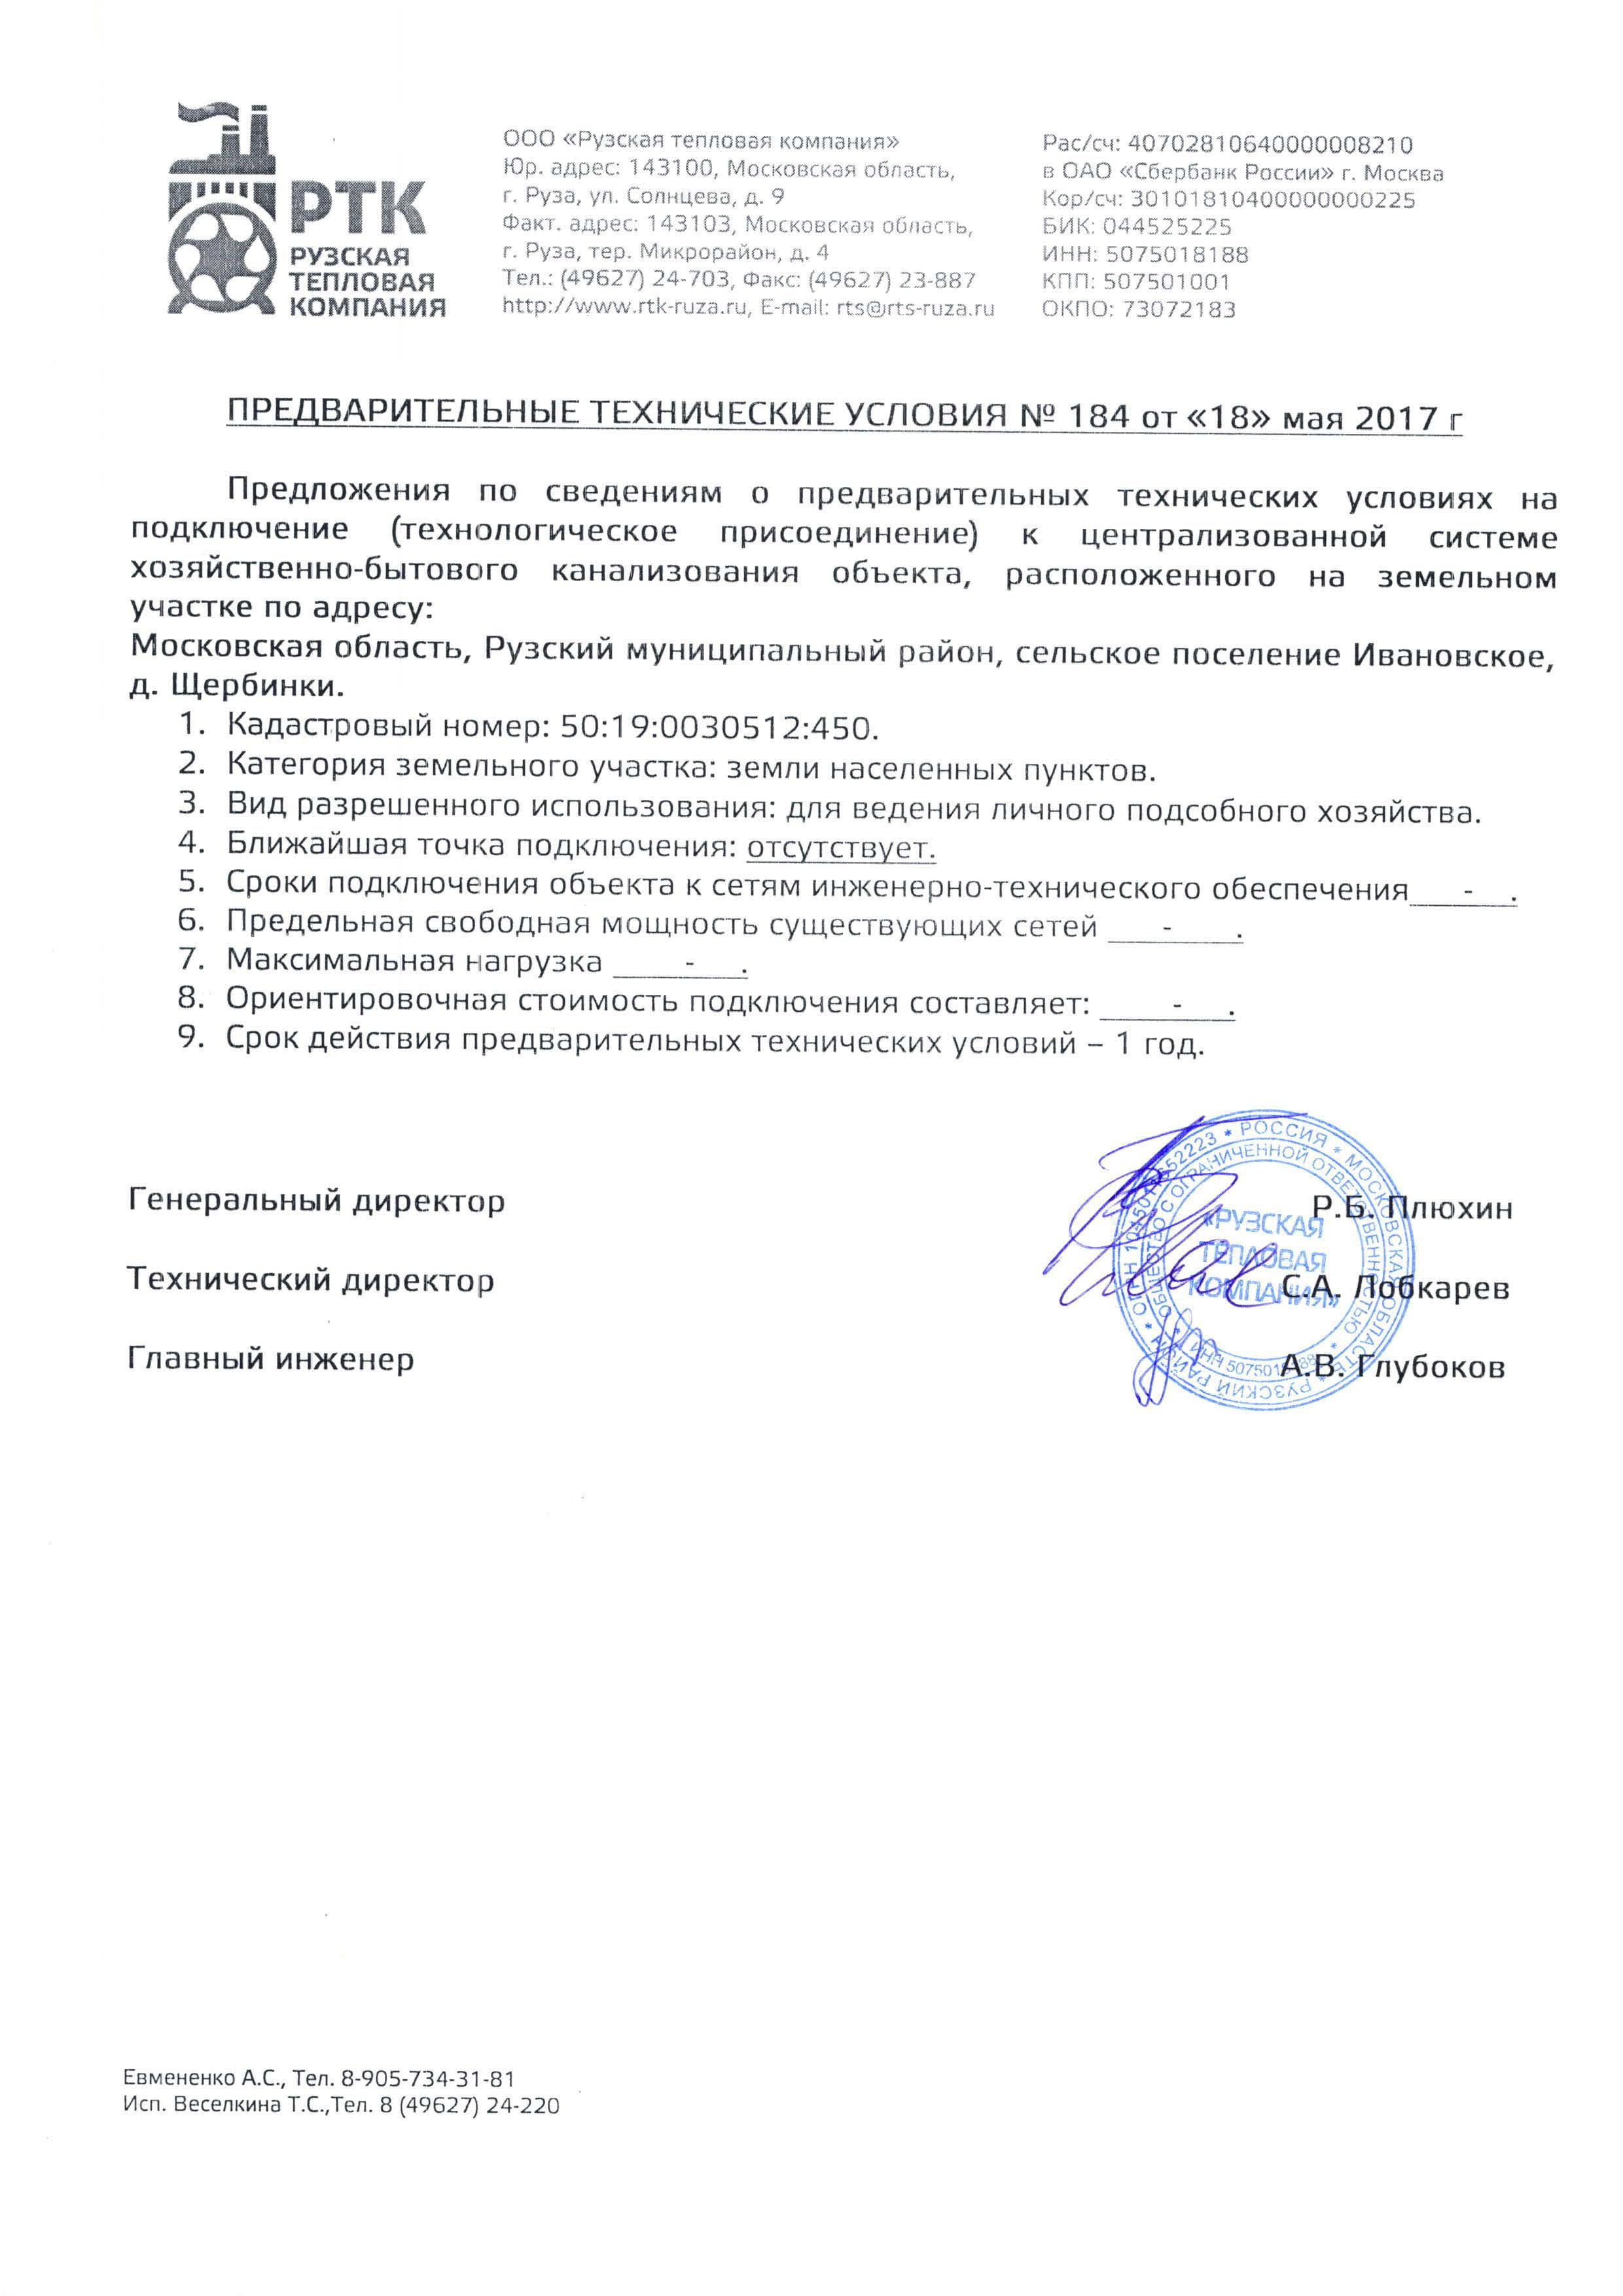 РТК
РУЗСКАЯ
ТЕПЛОВАЯ
КОМПАНИЯ
ООО «Рузская тепловая компания»
Юр. адрес: 143100, Московская область,
г. Руза, ул. Солнцева, д. 9
Факт. адрес: 143103, Московская область,
г. Руза, тер. Микрорайон, д. 4
Тел.: (49627) 24-703, Факс: (49627) 23-887
http://www.rtk-ruza.ru, E-mail: rts@rts-ruza.ru
Рас/сч: 40702810640000008210
в ОАО «Сбербанк России» г. Москва
Кор/сч: 30101810400000000225
БИК: 044525225
ИНН: 5075018188
КПП: 507501001
ОКПО: 73072183
ПРЕДВАРИТЕЛЬНЫЕ ТЕХНИЧЕСКИЕ УСЛОВИЯ № 184 от «18» мая 2017 г
Предложения по сведениям о предварительных технических условиях на
подключение (технологическое присоединение) к централизованной системе
хозяйственно-бытового канализования объекта, расположенного на земельном
участке по адресу:
Московская область, Рузский муниципальный район, сельское поселение Ивановское,
д. Щербинки.
1. Кадастровый номер: 50:19:0030512:450.
2. Категория земельного участка: земли населенных пунктов.
3. Вид разрешенного использования: для ведения личного подсобного хозяйства.
4. Ближайшая точка подключения: отсутствует.
5. Сроки подключения объекта к сетям инженерно-технического обеспечения - .
6. Предельная свободная мощность существующих сетей - .
7. Максимальная нагрузка - .
8. Ориентировочная стоимость подключения составляет: - .
9. Срок действия предварительных технических условий – 1 год.
Генеральный директор Р.Б. Плюхин
Технический директор С.А. Лобкарев
Главный инженер А.В. Глубоков
РОССИЯ * МОСКОВСКАЯ ОБЛАСТЬ * РУЗСКИЙ РАЙОН *
ОБЩЕСТВО С ОГРАНИЧЕННОЙ ОТВЕТСТВЕННОСТЬЮ
«РУЗСКАЯ
ТЕПЛОВАЯ
КОМПАНИЯ»
Евмененко А.С., Тел. 8-905-734-31-81
Исп. Веселкина Т.С.,Тел. 8 (49627) 24-220